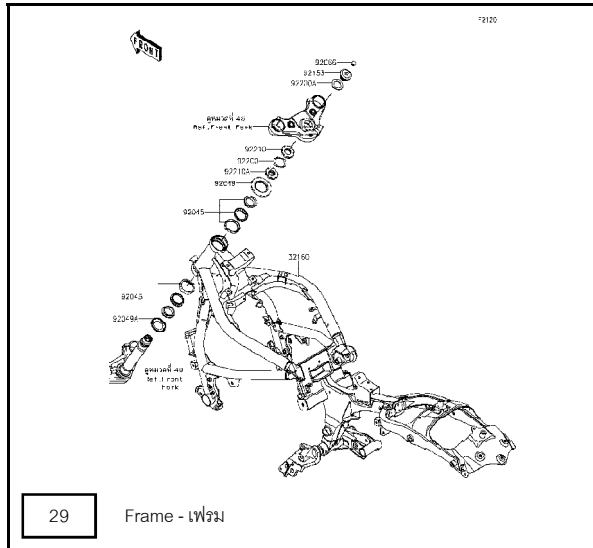 F2120
FRONT
92066
92153
92200A
ดูหมวดที่ 48
Ref.Front Fork
92210
92200
92210A
92049
92045
32160
92045
92049A
ดูหมวดที่ 48
Ref.Front
Fork
29
Frame - เฟรม